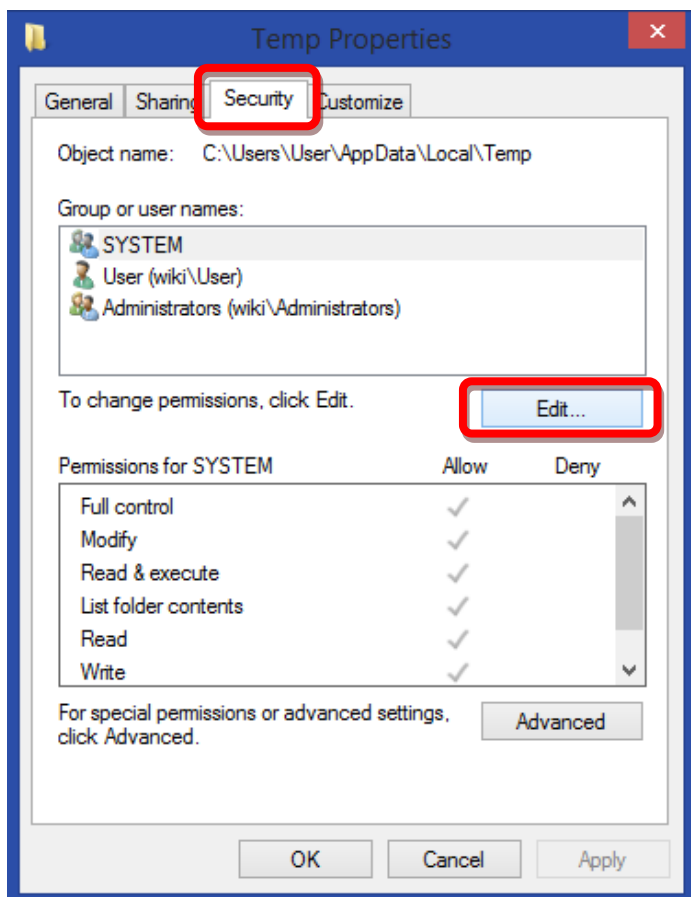 Temp Properties
General Sharing Security Customize
Object name: C:\Users\User\AppData\Local\Temp
Group or user names:
SYSTEM
User (wiki\User)
Administrators (wiki\Administrators)
To change permissions, click Edit.
Edit...
Permissions for SYSTEM Allow Deny
Full control
Modify
Read & execute
List folder contents
Read
Write
For special permissions or advanced settings,
click Advanced.
Advanced
OK Cancel Apply